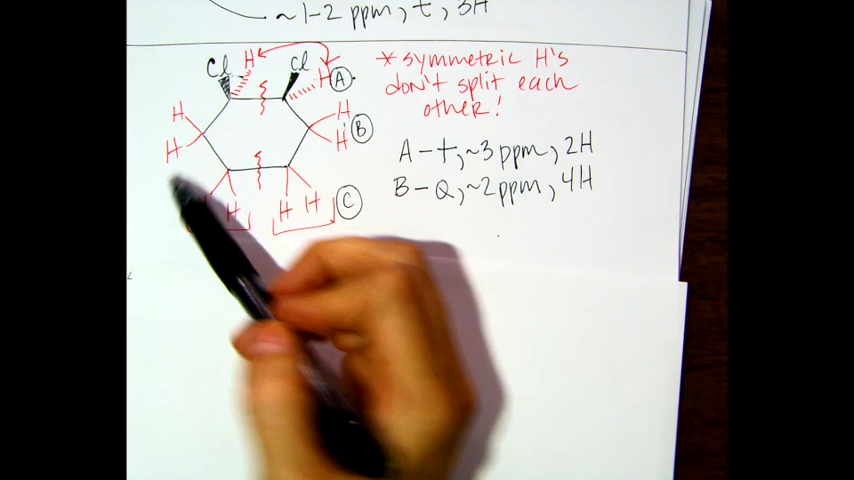 ~1-2 ppm, t, 3H
Cl H Cl
H A
* symmetric H's
don't split each
other!
H H
H H B
A - t, ~3 ppm, 2H
B - Q, ~2 ppm, 4H
H H H C